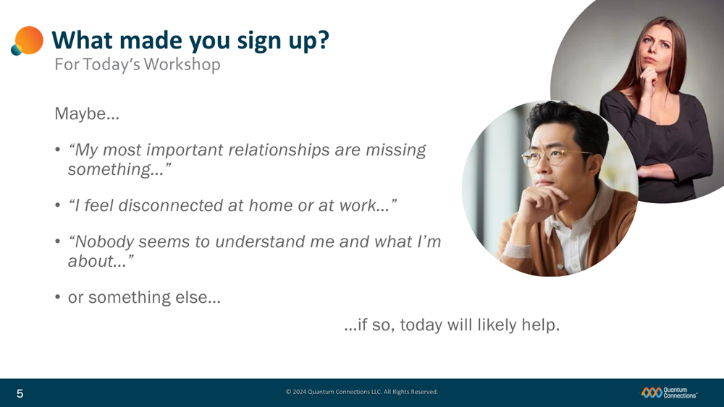 What made you sign up?
For Today's Workshop
Maybe...
• “My most important relationships are missing
something...”
• “I feel disconnected at home or at work...”
• “Nobody seems to understand me and what I’m
about...”
• or something else...
...if so, today will likely help.
5
© 2024 Quantum Connections LLC. All Rights Reserved.
Quantum
Connections™